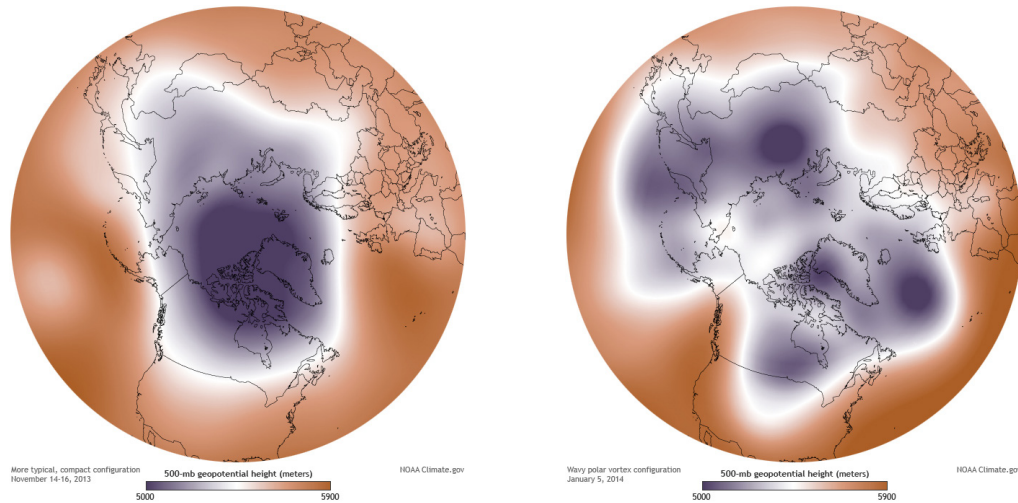 More typical, compact configuration
November 14-16, 2013
500-mb geopotential height (meters)
5000
5900
NOAA Climate.gov
Wavy polar vortex configuration
January 5, 2014
500-mb geopotential height (meters)
5000
5900
NOAA Climate.gov